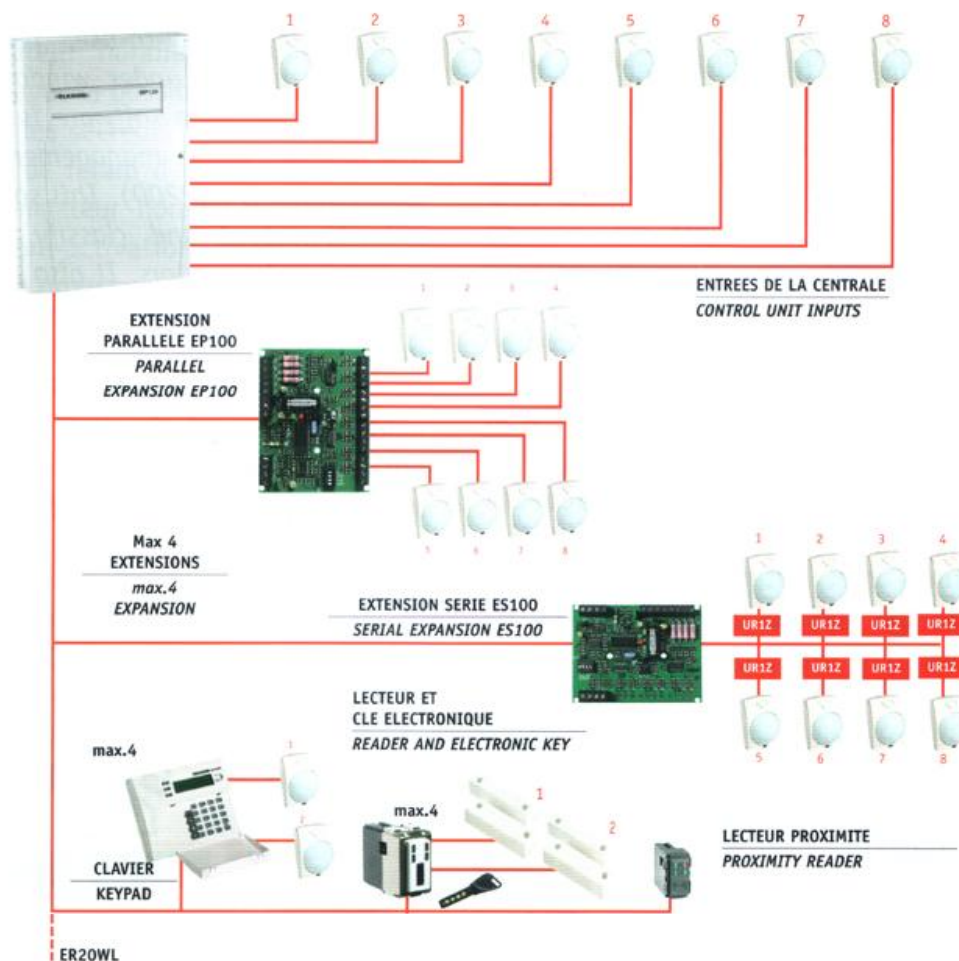 1 2 3 4 5 6 7 8
ENTREES DE LA CENTRALE
CONTROL UNIT INPUTS
EXTENSION
PARALLELE EP100
PARALLEL
EXPANSION EP100
1 2 3 4
5 6 7 8
Max 4
EXTENSIONS
max.4
EXPANSION
EXTENSION SERIE ES100
SERIAL EXPANSION ES100
1 2 3 4
UR1Z UR1Z UR1Z UR1Z
UR1Z UR1Z UR1Z UR1Z
5 6 7 8
LECTEUR ET
CLE ELECTRONIQUE
READER AND ELECTRONIC KEY
max.4
1
2
CLAVIER
KEYPAD
max.4
1
2
LECTEUR PROXIMITE
PROXIMITY READER
ER20WL